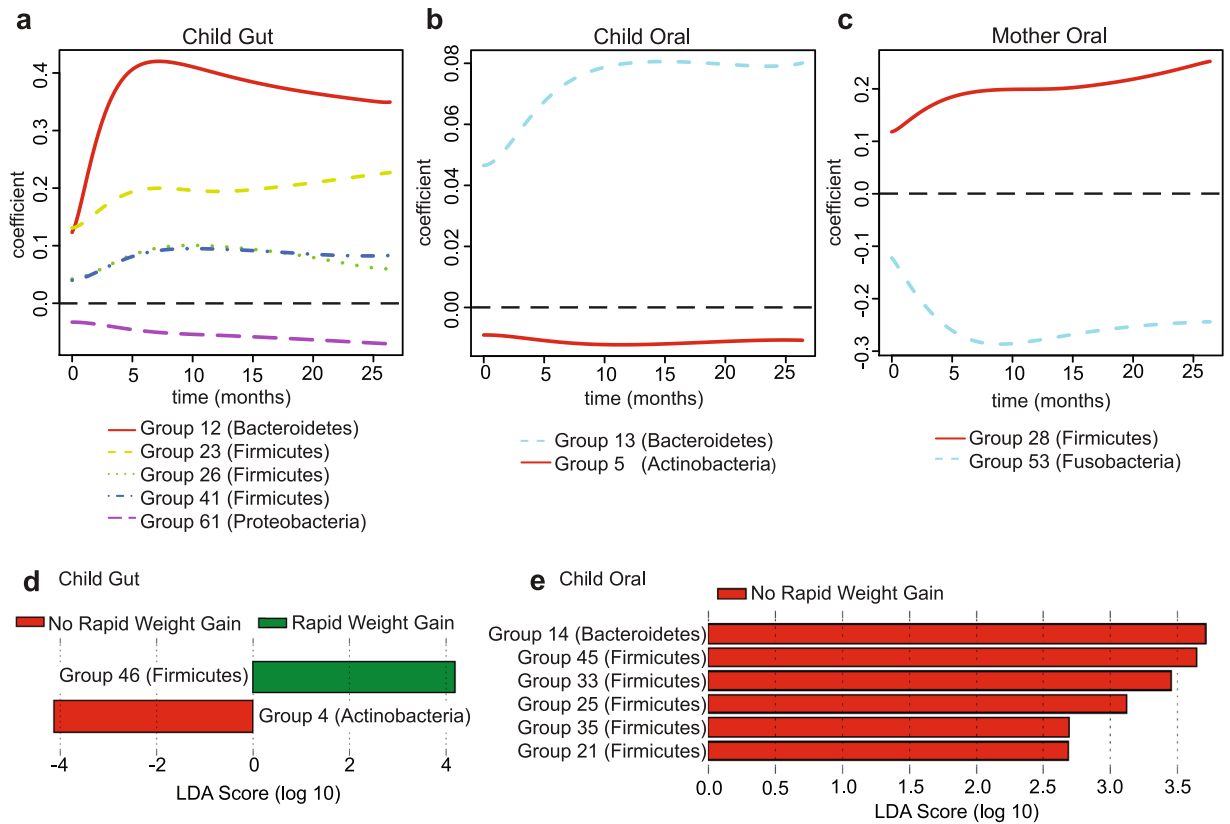 a
Child Gut
coefficient
0.0 0.1 0.2 0.3 0.4
0 5 10 15 20 25
time (months)
Group 12 (Bacteroidetes)
Group 23 (Firmicutes)
Group 26 (Firmicutes)
Group 41 (Firmicutes)
Group 61 (Proteobacteria)
b
Child Oral
coefficient
0.00 0.02 0.04 0.06 0.08
0 5 10 15 20 25
time (months)
Group 13 (Bacteroidetes)
Group 5 (Actinobacteria)
c
Mother Oral
coefficient
-0.3 -0.2 -0.1 0.0 0.1 0.2
0 5 10 15 20 25
time (months)
Group 28 (Firmicutes)
Group 53 (Fusobacteria)
d Child Gut
No Rapid Weight Gain Rapid Weight Gain
Group 46 (Firmicutes)
Group 4 (Actinobacteria)
-4 -2 0 2 4
LDA Score (log 10)
e Child Oral
No Rapid Weight Gain
Group 14 (Bacteroidetes)
Group 45 (Firmicutes)
Group 33 (Firmicutes)
Group 25 (Firmicutes)
Group 35 (Firmicutes)
Group 21 (Firmicutes)
0.0 0.5 1.0 1.5 2.0 2.5 3.0 3.5
LDA Score (log 10)